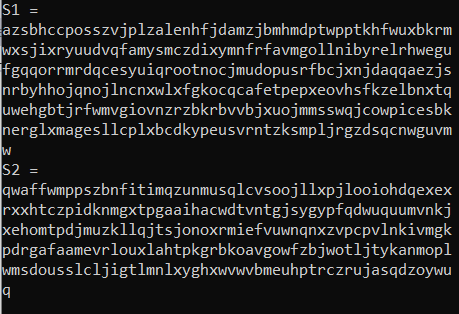 S1 =
azsbhccposszvjplzalenhfjdamzjbmhmdptwpptkhfwuxbkrm
wxsjixryuudvqfamysmczdixymnfrfavmgollnibyrelrhwegu
fgqqorrmrdqcesyuiqrootnocjmudopusrfbcjxnjdaqqaezjs
nrbyhhojqnojlncnxwlxfgkocqcafetpepxeovhsfkzelbnxtq
uwehgbtjrfwmvgiovnzrzbkrbvvbjxuojmmsswqjcowpicesbk
nerglxmagesllcplxbcdkypeusvrntzksmpljrgzdsqcnwguvm
w
S2 =
qwaffwmppszbnfitimqzunmusqlcvsoojllxpjlooiohdqexex
rxxhtczpidknmgxtpgaaihacwdtvntgjsygypfqdwuquumvnkj
xehomtpdjmuzkllqjtsjonoxrmiefvuwnqnxzvpcpvlnkivmgk
pdrgafaamevrlouxlahtpkgrbkoavgowfzbjwotljtykanmopl
wmsdousslcljigtlmnlxyghxwvwvbmeuhptrczrujasqdzoywu
q